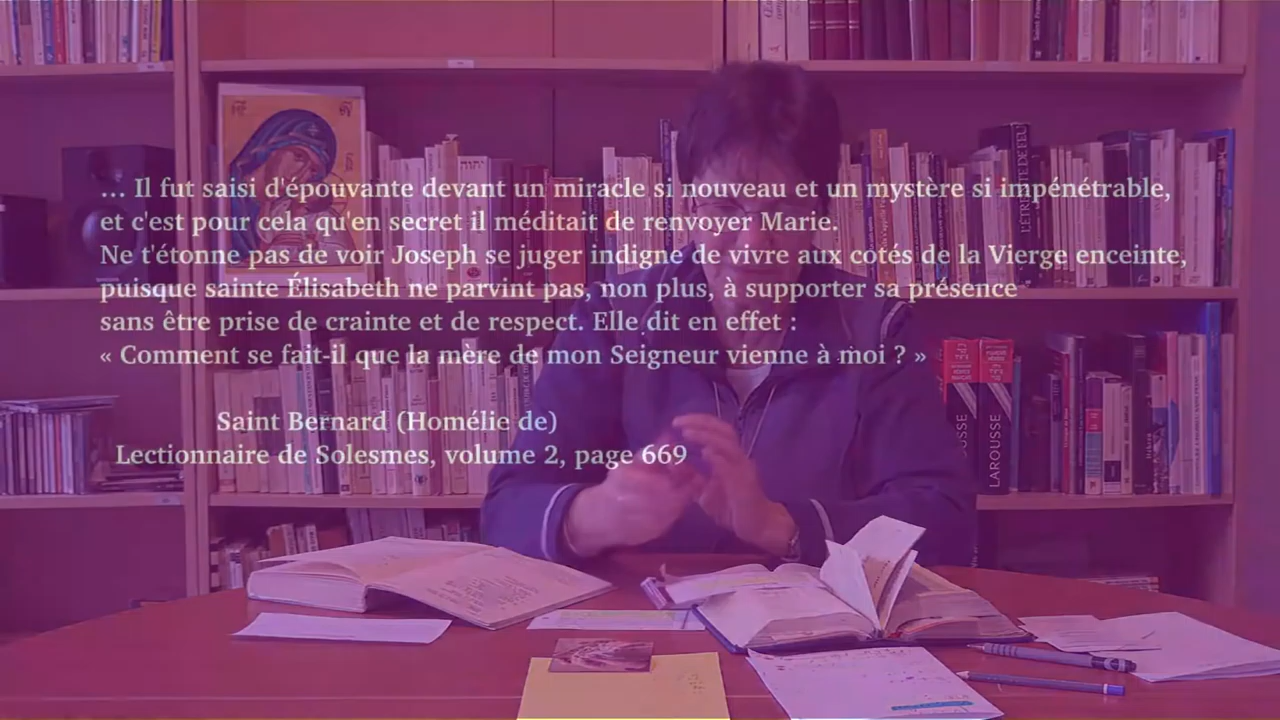 ... Il fut saisi d'épouvante devant un miracle si nouveau et un mystère si impénétrable,
et c'est pour cela qu'en secret il méditait de renvoyer Marie.
Ne t'étonne pas de voir Joseph se juger indigne de vivre aux cotés de la Vierge enceinte,
puisque sainte Élisabeth ne parvint pas, non plus, à supporter sa présence
sans être prise de crainte et de respect. Elle dit en effet :
« Comment se fait-il que la mère de mon Seigneur vienne à moi ? »
Saint Bernard (Homélie de)
Lectionnaire de Solesmes, volume 2, page 669
יהוה
LAROUSSE